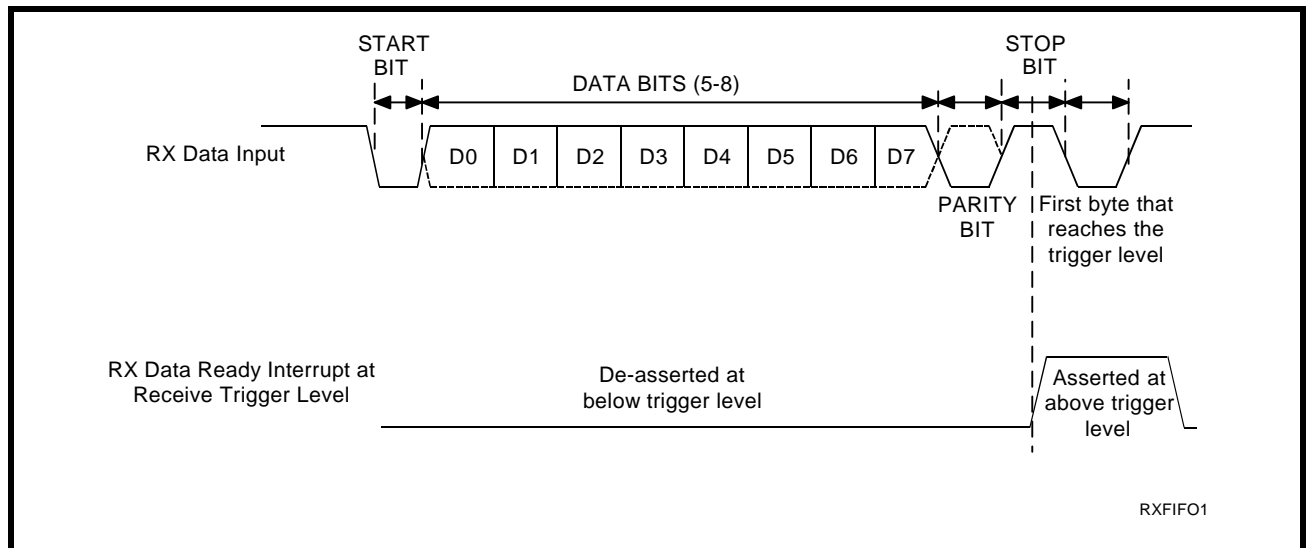 START
BIT
STOP
BIT
DATA BITS (5-8)
RX Data Input
D0 D1 D2 D3 D4 D5 D6 D7
PARITY
BIT
First byte that
reaches the
trigger level
RX Data Ready Interrupt at
Receive Trigger Level
De-asserted at
below trigger level
Asserted at
above trigger
level
RXFIFO1